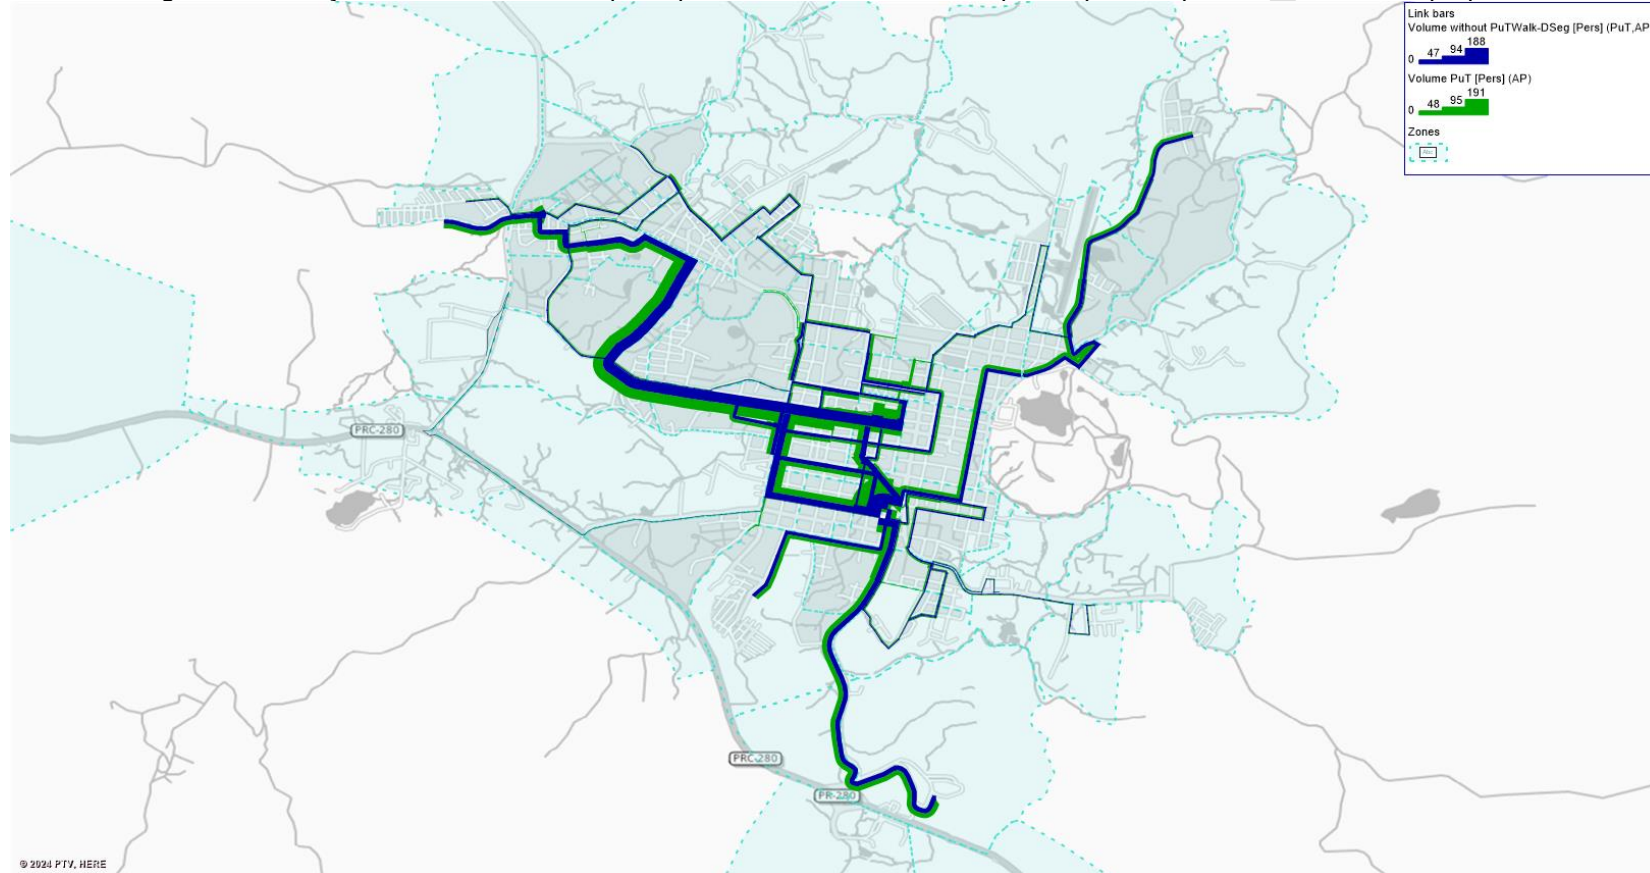 Link bars
Volume without PuTWalk-DSeg [Pers] (PuT,AP
0 47 94 188
Volume PuT [Pers] (AP)
0 48 95 191
Zones
PRC-280
PRC-280
PR-280
© 2024 PTV, HERE